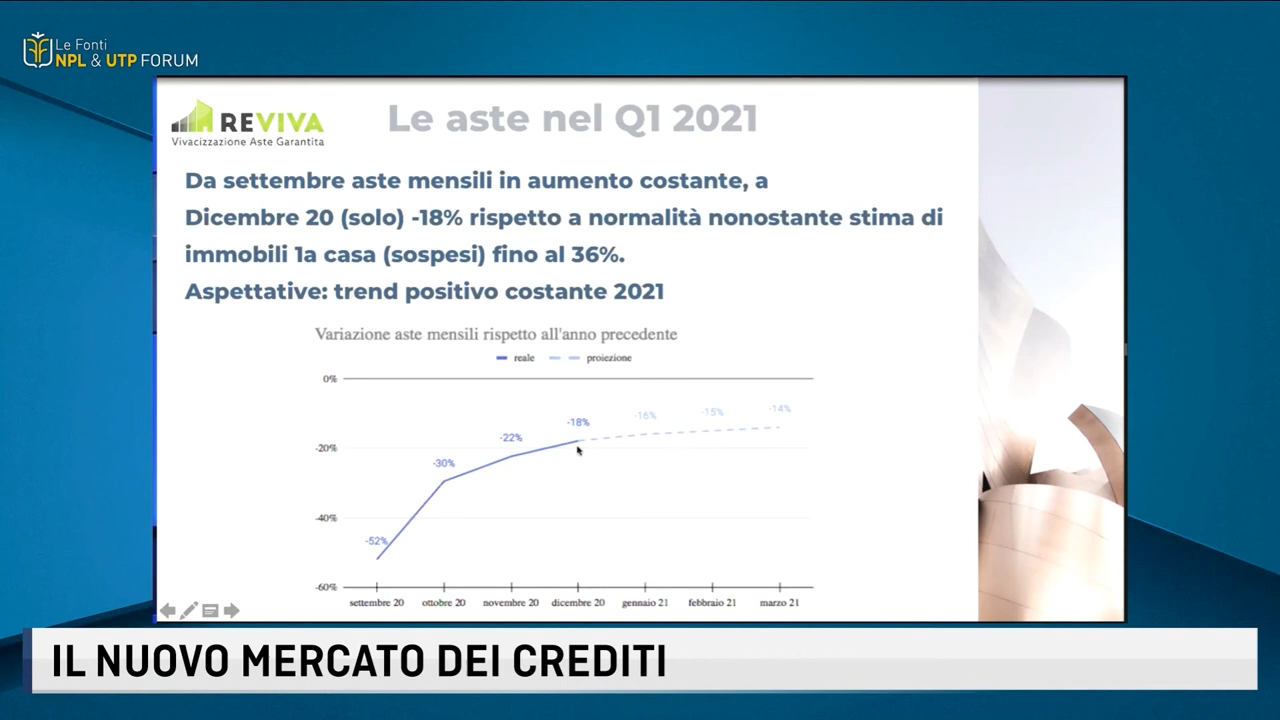 Le Fonti
NPL & UTP FORUM
REVIVA
Vivacizzazione Aste Garantita
Le aste nel Q1 2021
Da settembre aste mensili in aumento costante, a
Dicembre 20 (solo) -18% rispetto a normalità nonostante stima di
immobili 1a casa (sospesi) fino al 36%.
Aspettative: trend positivo costante 2021
Variazione aste mensili rispetto all'anno precedente
reale proiezione
0%
-20%
-40%
-60%
-52%
-30%
-22%
-18%
-16%
-15%
-14%
settembre 20 ottobre 20 novembre 20 dicembre 20 gennaio 21 febbraio 21 marzo 21
IL NUOVO MERCATO DEI CREDITI